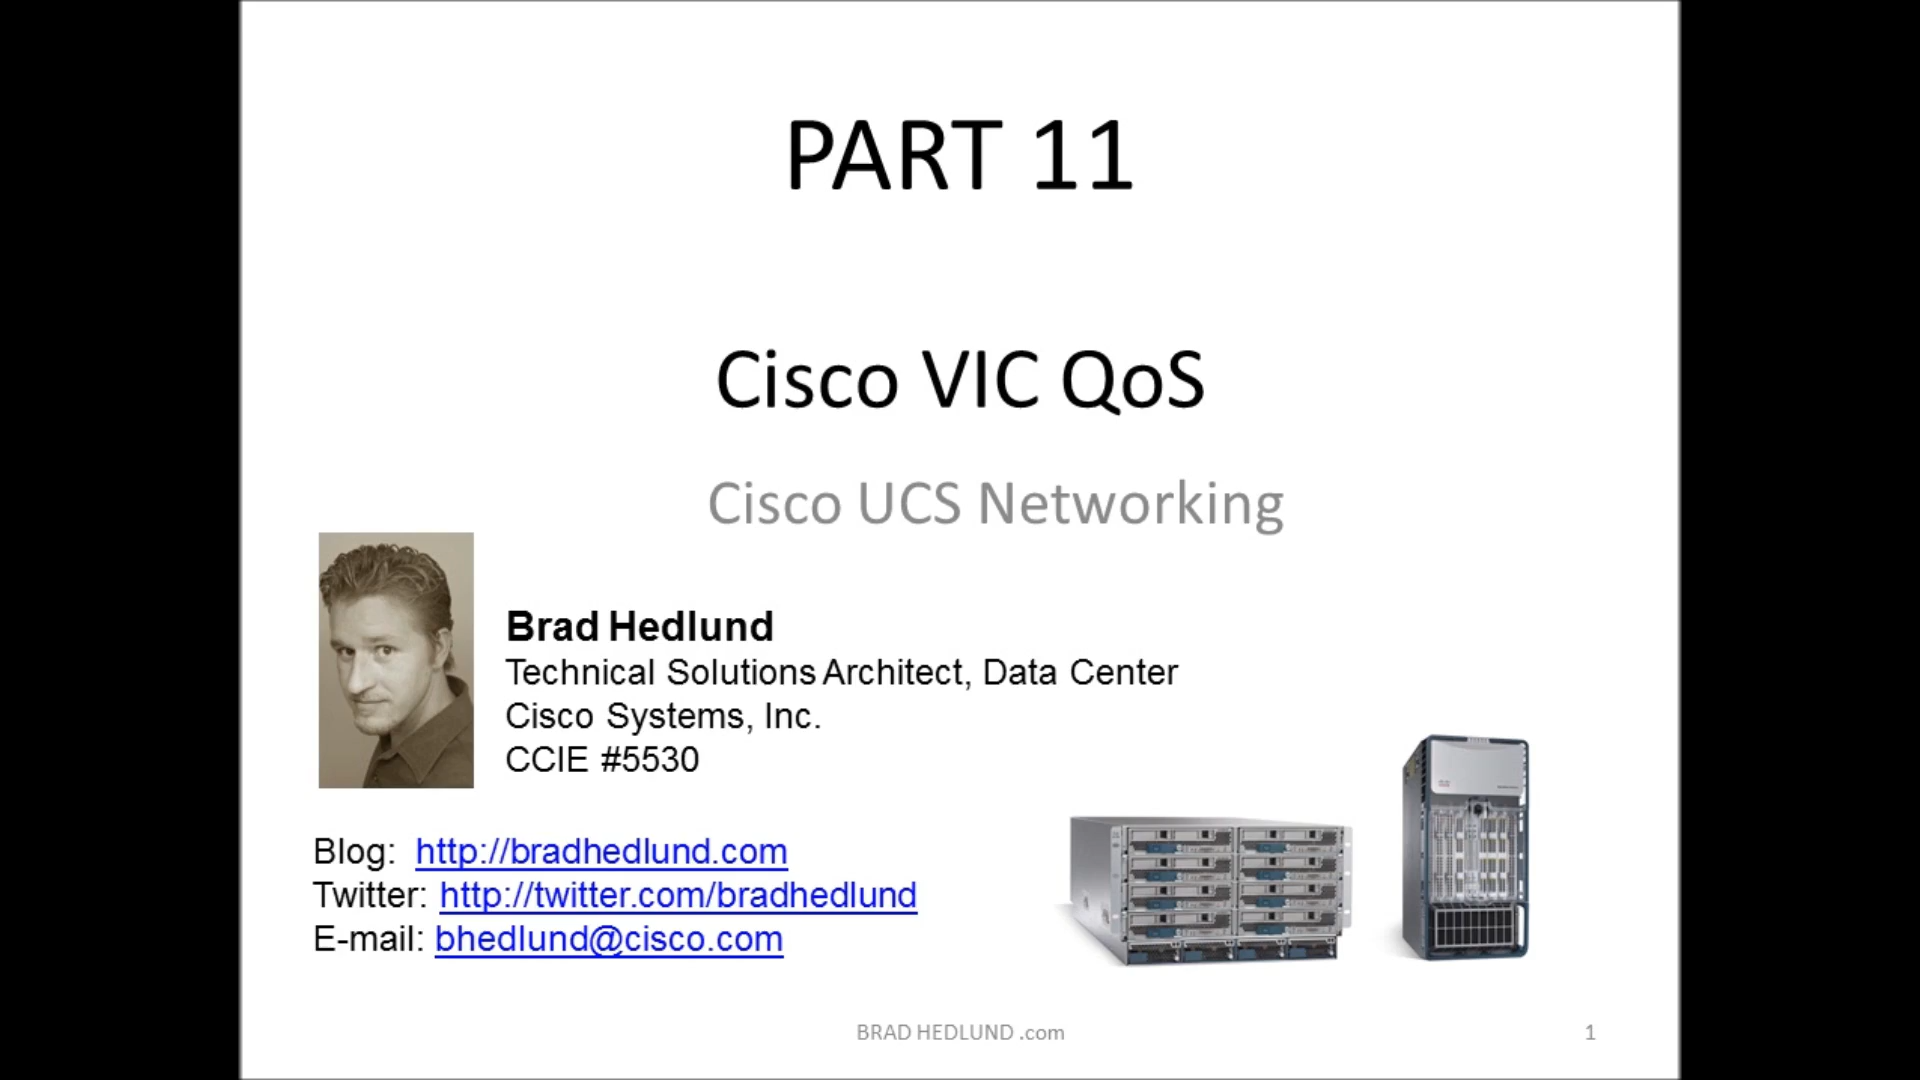 PART 11
Cisco VIC QoS
Cisco UCS Networking
Brad Hedlund
Technical Solutions Architect, Data Center
Cisco Systems, Inc.
CCIE #5530
Blog: http://bradhedlund.com
Twitter: http://twitter.com/bradhedlund
E-mail: bhedlund@cisco.com
BRAD HEDLUND .com
1